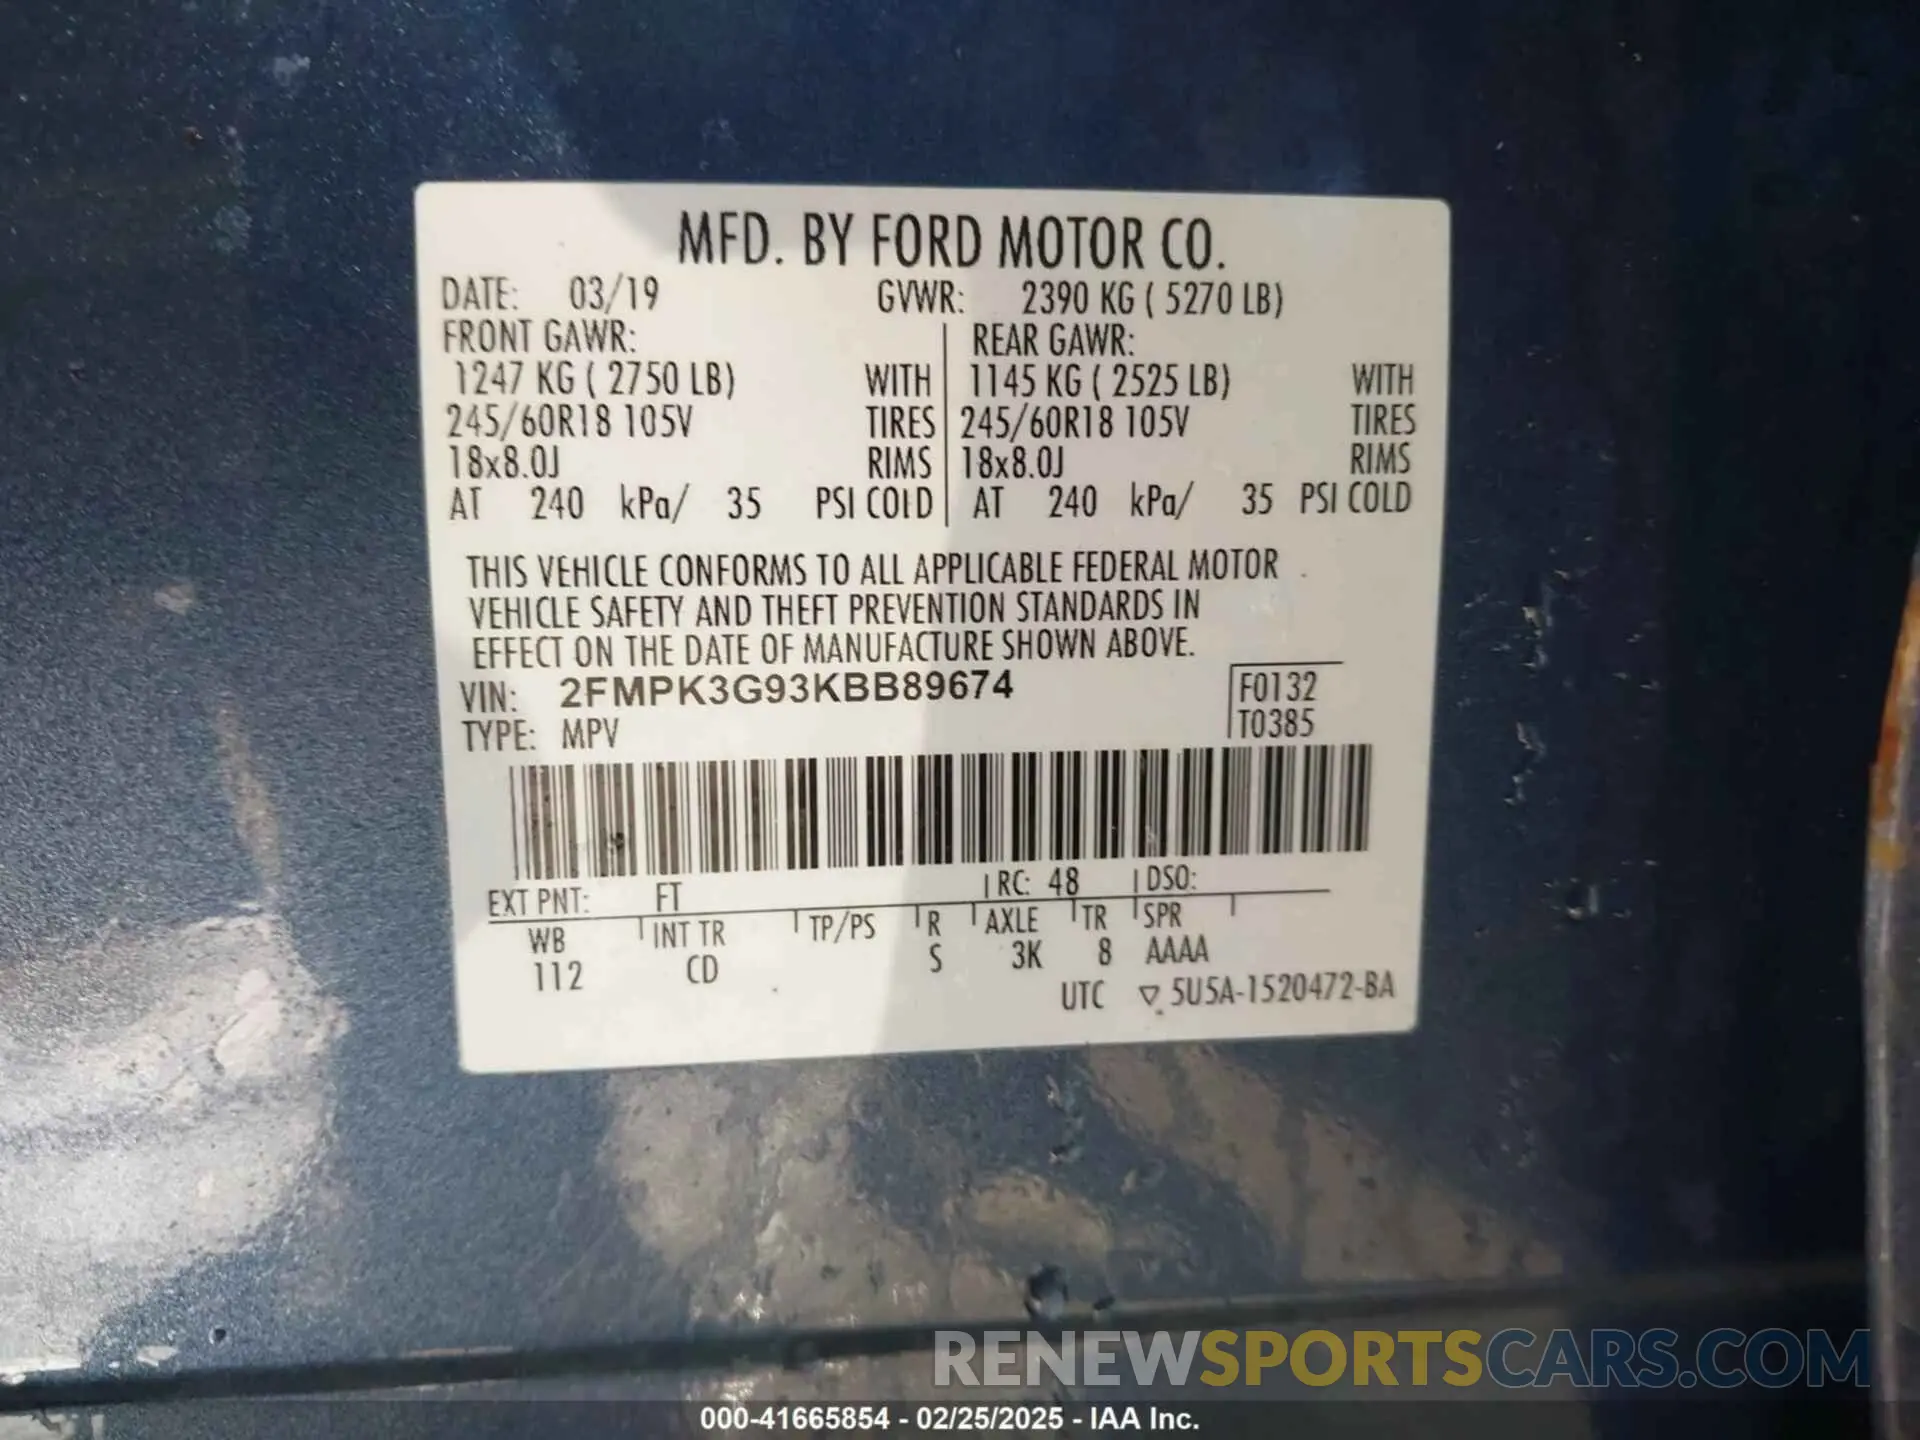 MFD. BY FORD MOTOR CO.
DATE: 03/19 GVWR: 2390 KG ( 5270 LB)
FRONT GAWR: REAR GAWR:
1247 KG ( 2750 LB) WITH 1145 KG ( 2525 LB) WITH
245/60R18 105V TIRES 245/60R18 105V TIRES
18x8.0J RIMS 18x8.0J RIMS
AT 240 kPa/ 35 PSI COLD AT 240 kPa/ 35 PSI COLD
THIS VEHICLE CONFORMS TO ALL APPLICABLE FEDERAL MOTOR
VEHICLE SAFETY AND THEFT PREVENTION STANDARDS IN
EFFECT ON THE DATE OF MANUFACTURE SHOWN ABOVE.
VIN: 2FMPK3G93KBB89674 F0132
TYPE: MPV T0385
EXT PNT: FT RC: 48 DSO:
WB INT TR TP/PS R AXLE TR SPR
112 CD S 3K 8 AAAA
UTC ▽ 5U5A-1520472-BA
RENEWSPORTSCARS.COM
000-41665854 - 02/25/2025 - IAA Inc.